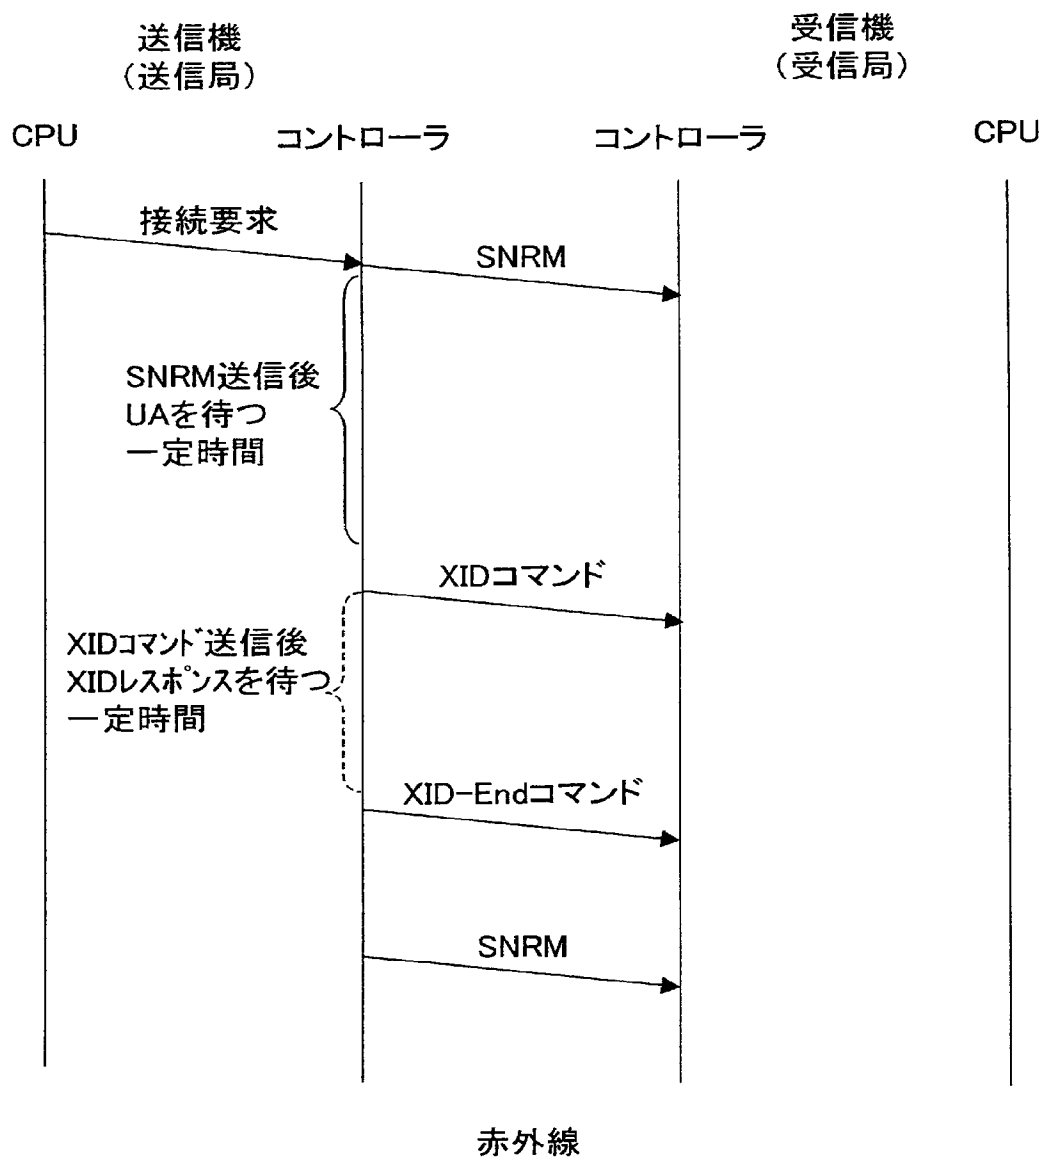 送信機
(送信局)
受信機
(受信局)
CPU
コントローラ
コントローラ
CPU
接続要求
SNRM
SNRM送信後
UAを待つ
一定時間
XIDコマンド
XIDコマンド送信後
XIDレスポンスを待つ
一定時間
XID-Endコマンド
SNRM
赤外線